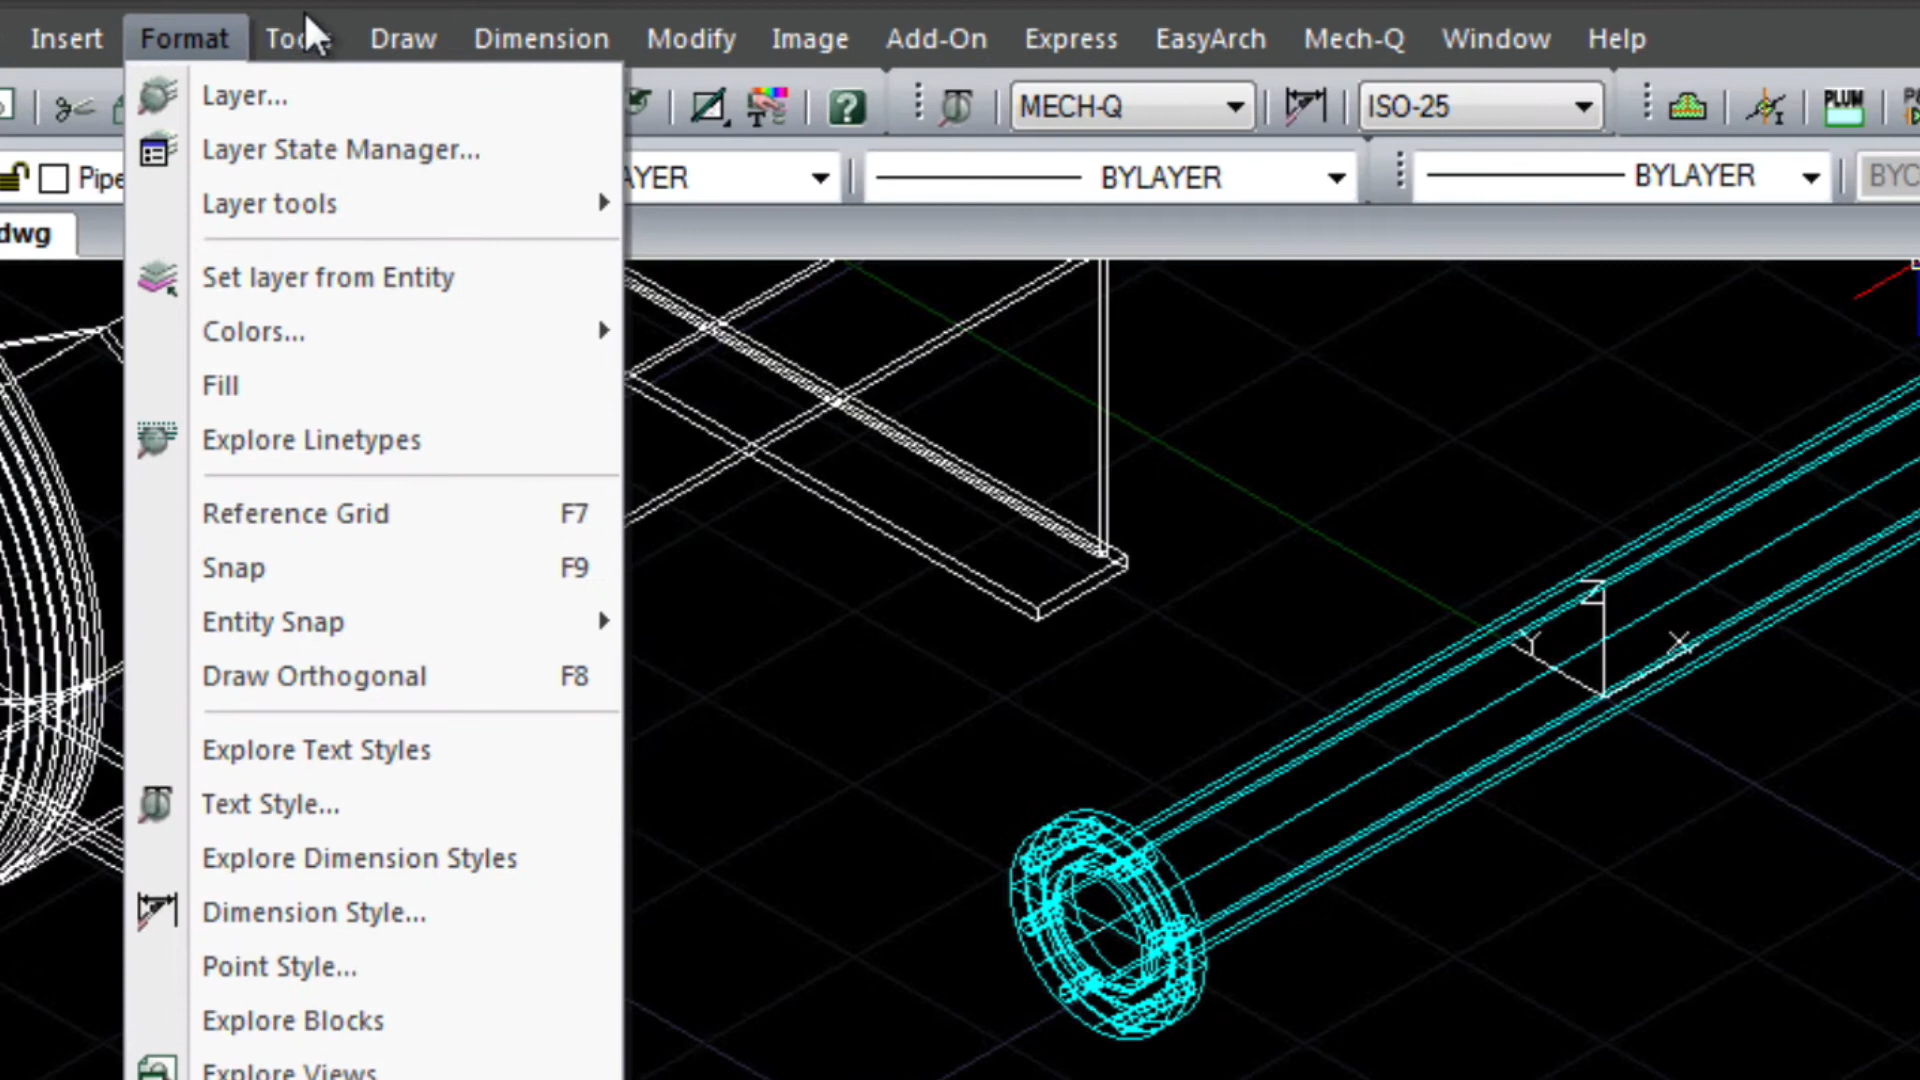 Insert Format Draw Dimension Modify Image Add-On Express EasyArch Mech-Q Window Help
MECH-Q ISO-25 PLUM
BYLAYER BYLAYER
dwg
Layer...
Layer State Manager...
Layer tools
Set layer from Entity
Colors...
Fill
Explore Linetypes
Reference Grid F7
Snap F9
Entity Snap
Draw Orthogonal F8
Explore Text Styles
Text Style...
Explore Dimension Styles
Dimension Style...
Point Style...
Explore Blocks
Explore Views
Z
Y X